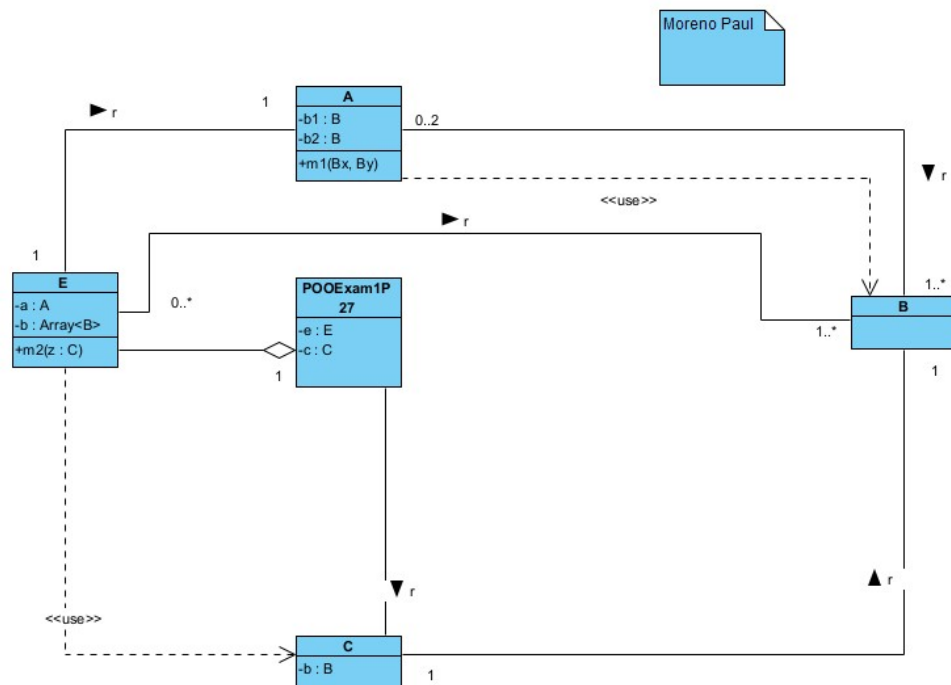 Moreno Paul
A
-b1 : B
-b2 : B
+m1(Bx, By)
1
r
0..2
r
<<use>>
r
1
E
-a : A
-b : Array<B>
+m2(z : C)
0..*
POOExam1P
27
-e : E
-c : C
1
1..*
B
1..*
1
r
r
<<use>>
C
-b : B
1